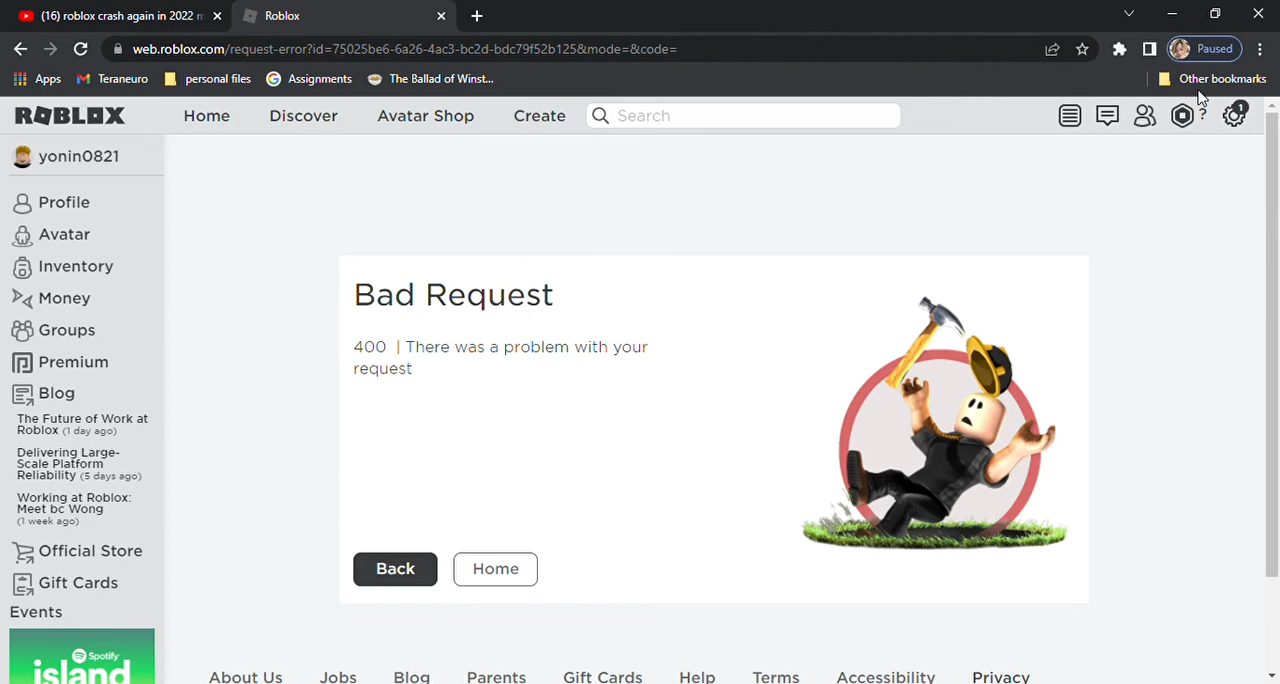 (16) roblox crash again in 2022 r
Roblox
web.roblox.com/request-error?id=75025be6-6a26-4ac3-bc2d-bdc79f52b125&mode=&code=
Paused
Apps
Teraneuro
personal files
Assignments
The Ballad of Winst...
Other bookmarks
ROBLOX
Home
Discover
Avatar Shop
Create
Search
?
1
yonin0821
Profile
Avatar
Inventory
Money
Groups
Premium
Blog
The Future of Work at
Roblox (1 day ago)
Delivering Large-
Scale Platform
Reliability (5 days ago)
Working at Roblox:
Meet bc Wong
(1 week ago)
Official Store
Gift Cards
Events
Spotify
island
Bad Request
400 | There was a problem with your
request
Back
Home
About Us
Jobs
Blog
Parents
Gift Cards
Help
Terms
Accessibility
Privacy